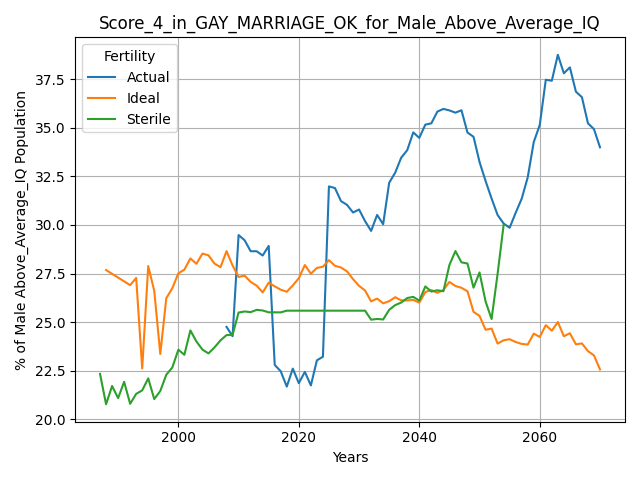 Score_4_in_GAY_MARRIAGE_OK_for_Male_Above_Average_IQ
% of Male Above_Average_IQ Population
37.5
35.0
32.5
30.0
27.5
25.0
22.5
20.0
Fertility
Actual
Ideal
Sterile
2000
2020
2040
2060
Years